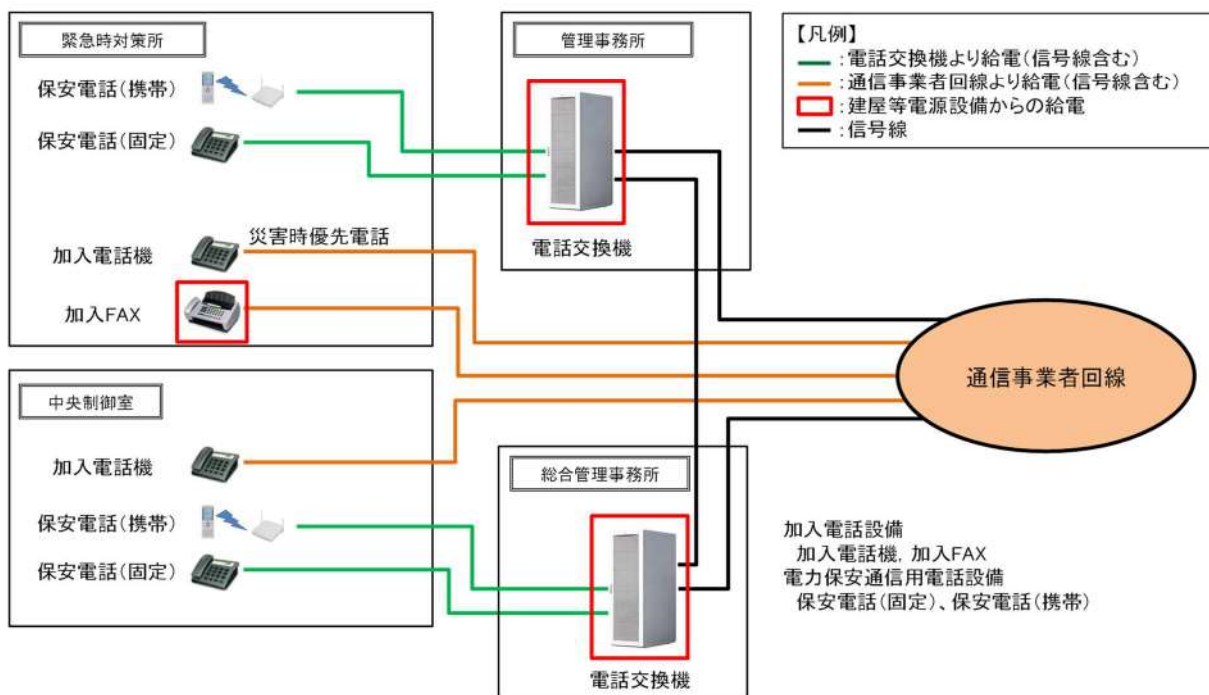 緊急時対策所
保安電話(携帯)
保安電話(固定)
加入電話機
災害時優先電話
加入FAX
管理事務所
電話交換機
【凡例】
:電話交換機より給電(信号線含む)
:通信事業者回線より給電(信号線含む)
:建屋等電源設備からの給電
:信号線
通信事業者回線
中央制御室
加入電話機
保安電話(携帯)
保安電話(固定)
総合管理事務所
電話交換機
加入電話設備
加入電話機, 加入FAX
電力保安通信用電話設備
保安電話(固定)、保安電話(携帯)